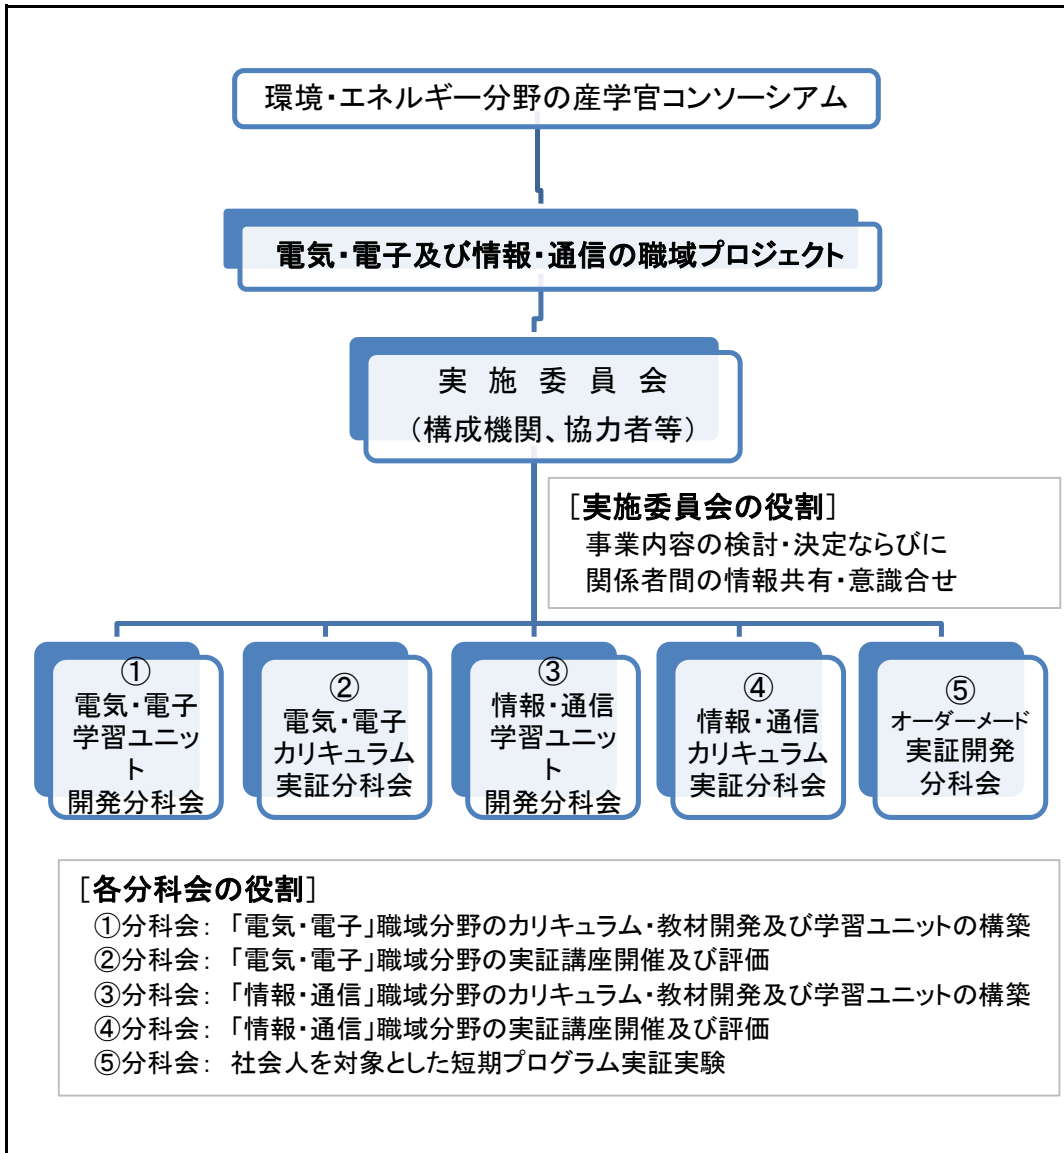 環境・エネルギー分野の産学官コンソーシアム
電気・電子及び情報・通信の職域プロジェクト
実 施 委 員 会
（構成機関、協力者等）
［実施委員会の役割］
事業内容の検討・決定ならびに
関係者間の情報共有・意識合せ
①
電気・電子
学習ユニッ
ト
開発分科会
②
電気・電子
カリキュラム
実証分科会
③
情報・通信
学習ユニッ
ト
開発分科会
④
情報・通信
カリキュラム
実証分科会
⑤
オーダーメード
実証開発
分科会
［各分科会の役割］
①分科会： 「電気・電子」職域分野のカリキュラム・教材開発及び学習ユニットの構築
②分科会： 「電気・電子」職域分野の実証講座開催及び評価
③分科会： 「情報・通信」職域分野のカリキュラム・教材開発及び学習ユニットの構築
④分科会： 「情報・通信」職域分野の実証講座開催及び評価
⑤分科会： 社会人を対象とした短期プログラム実証実験